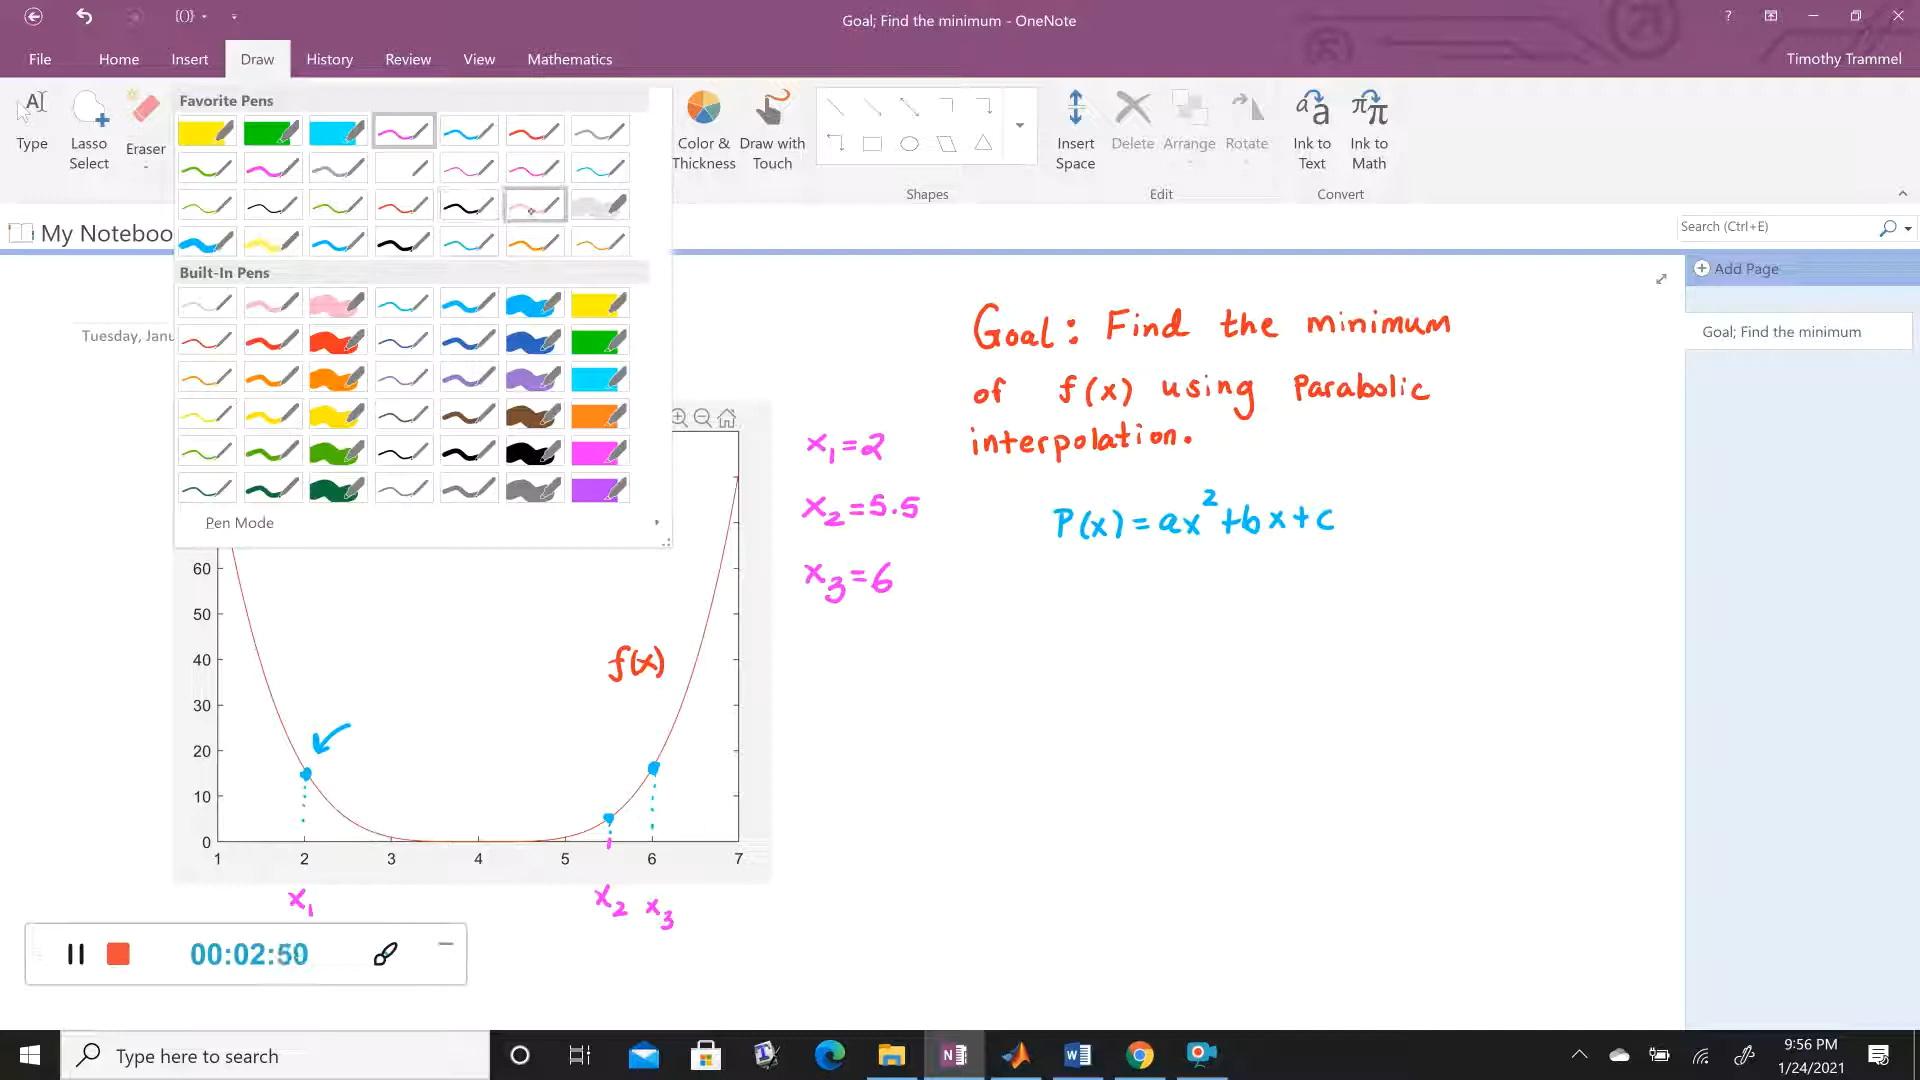 Goal; Find the minimum - OneNote
File Home Insert Draw History Review View Mathematics
Timothy Trammel
Type
Lasso Select
Eraser
Favorite Pens
Built-In Pens
Pen Mode
Color & Thickness
Draw with Touch
Shapes
Insert Space
Delete
Arrange
Rotate
Edit
Ink to Text
Ink to Math
Convert
My Noteboo
Search (Ctrl+E)
Add Page
Goal; Find the minimum
Tuesday, Janu
Goal: Find the minimum
of f(x) using Parabolic
interpolation.
x₁=2
x₂=5.5
x₃=6
P(x)=ax²+bx+c
60
50
40
30
20
10
0
1 2 3 4 5 6 7
f(x)
x₁ x₂ x₃
00:02:50
Type here to search
9:56 PM
1/24/2021